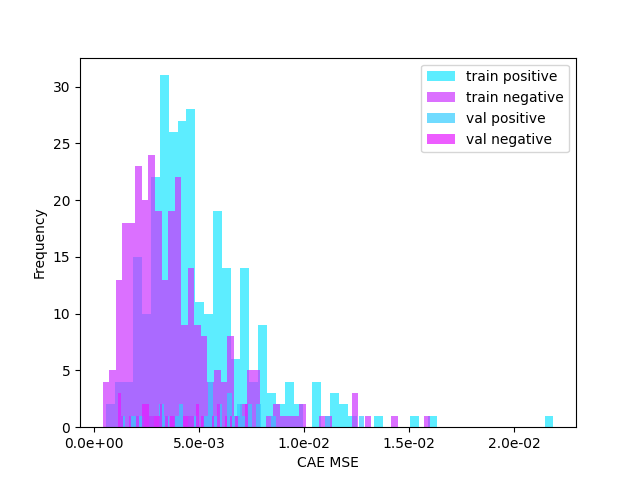 30
25
20
15
10
5
0
Frequency
0.0e+00
5.0e-03
1.0e-02
1.5e-02
2.0e-02
CAE MSE
train positive
train negative
val positive
val negative